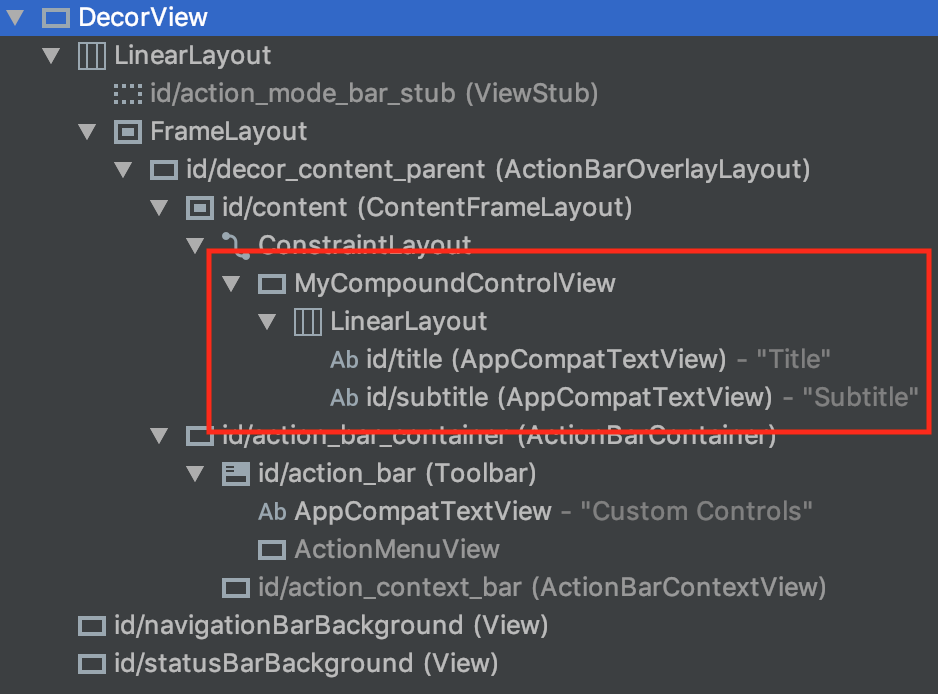 DecorView
LinearLayout
id/action_mode_bar_stub (ViewStub)
FrameLayout
id/decor_content_parent (ActionBarOverlayLayout)
id/content (ContentFrameLayout)
ConstraintLayout
MyCompoundControlView
LinearLayout
Ab id/title (AppCompatTextView) – "Title"
Ab id/subtitle (AppCompatTextView) – "Subtitle"
id/action_bar_container (ActionBarContainer)
id/action_bar (Toolbar)
Ab AppCompatTextView – "Custom Controls"
ActionMenuView
id/action_context_bar (ActionBarContextView)
id/navigationBarBackground (View)
id/statusBarBackground (View)